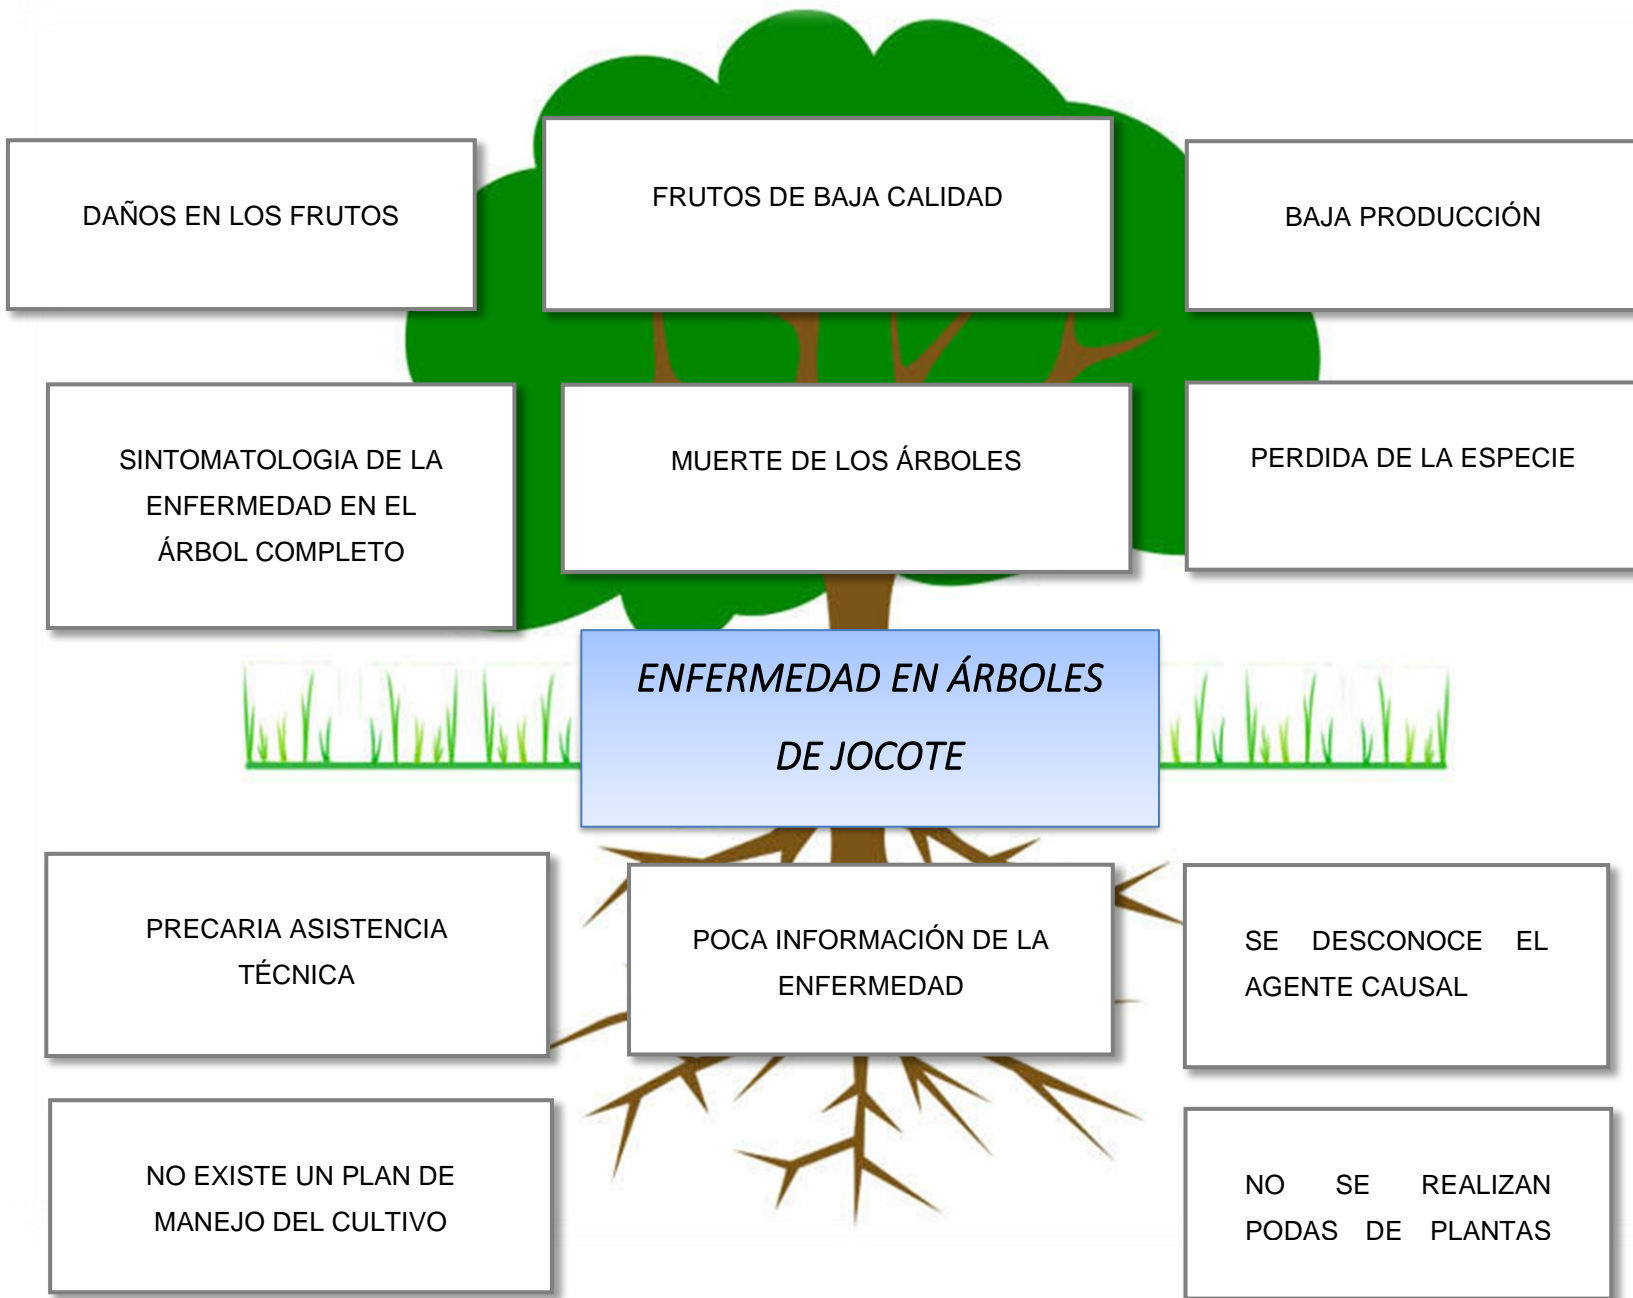 DAÑOS EN LOS FRUTOS
FRUTOS DE BAJA CALIDAD
BAJA PRODUCCIÓN
SINTOMATOLOGIA DE LA
ENFERMEDAD EN EL
ÁRBOL COMPLETO
MUERTE DE LOS ÁRBOLES
PERDIDA DE LA ESPECIE
ENFERMEDAD EN ÁRBOLES
DE JOCOTE
PRECARIA ASISTENCIA
TÉCNICA
POCA INFORMACIÓN DE LA
ENFERMEDAD
SE DESCONOCE EL
AGENTE CAUSAL
NO EXISTE UN PLAN DE
MANEJO DEL CULTIVO
NO SE REALIZAN
PODAS DE PLANTAS